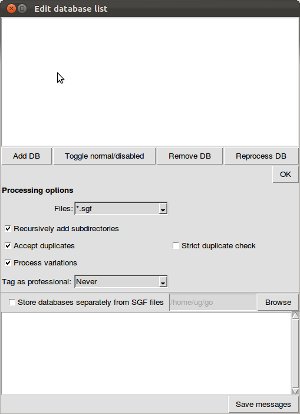 Edit database list
Add DB Toggle normal/disabled Remove DB Reprocess DB
OK
Processing options
Files: *.sgf
Recursively add subdirectories
Accept duplicates Strict duplicate check
Process variations
Tag as professional: Never
Store databases separately from SGF files /home/ug/go Browse
Save messages